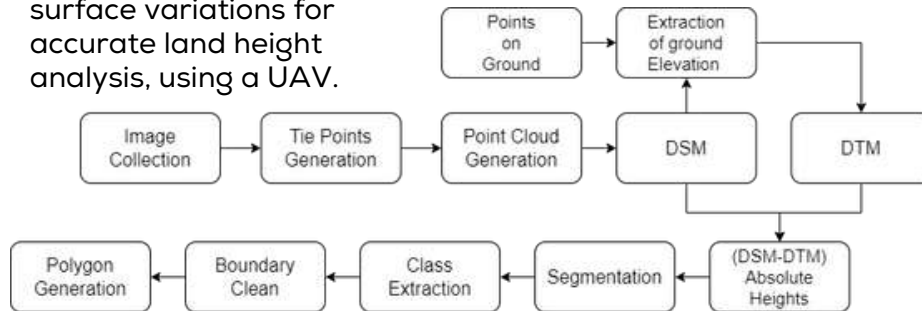 surface variations for
accurate land height
analysis, using a UAV.
Points
on
Ground
Extraction
of ground
Elevation
Image
Collection
Tie Points
Generation
Point Cloud
Generation
DSM
DTM
Polygon
Generation
Boundary
Clean
Class
Extraction
Segmentation
(DSM-DTM)
Absolute
Heights